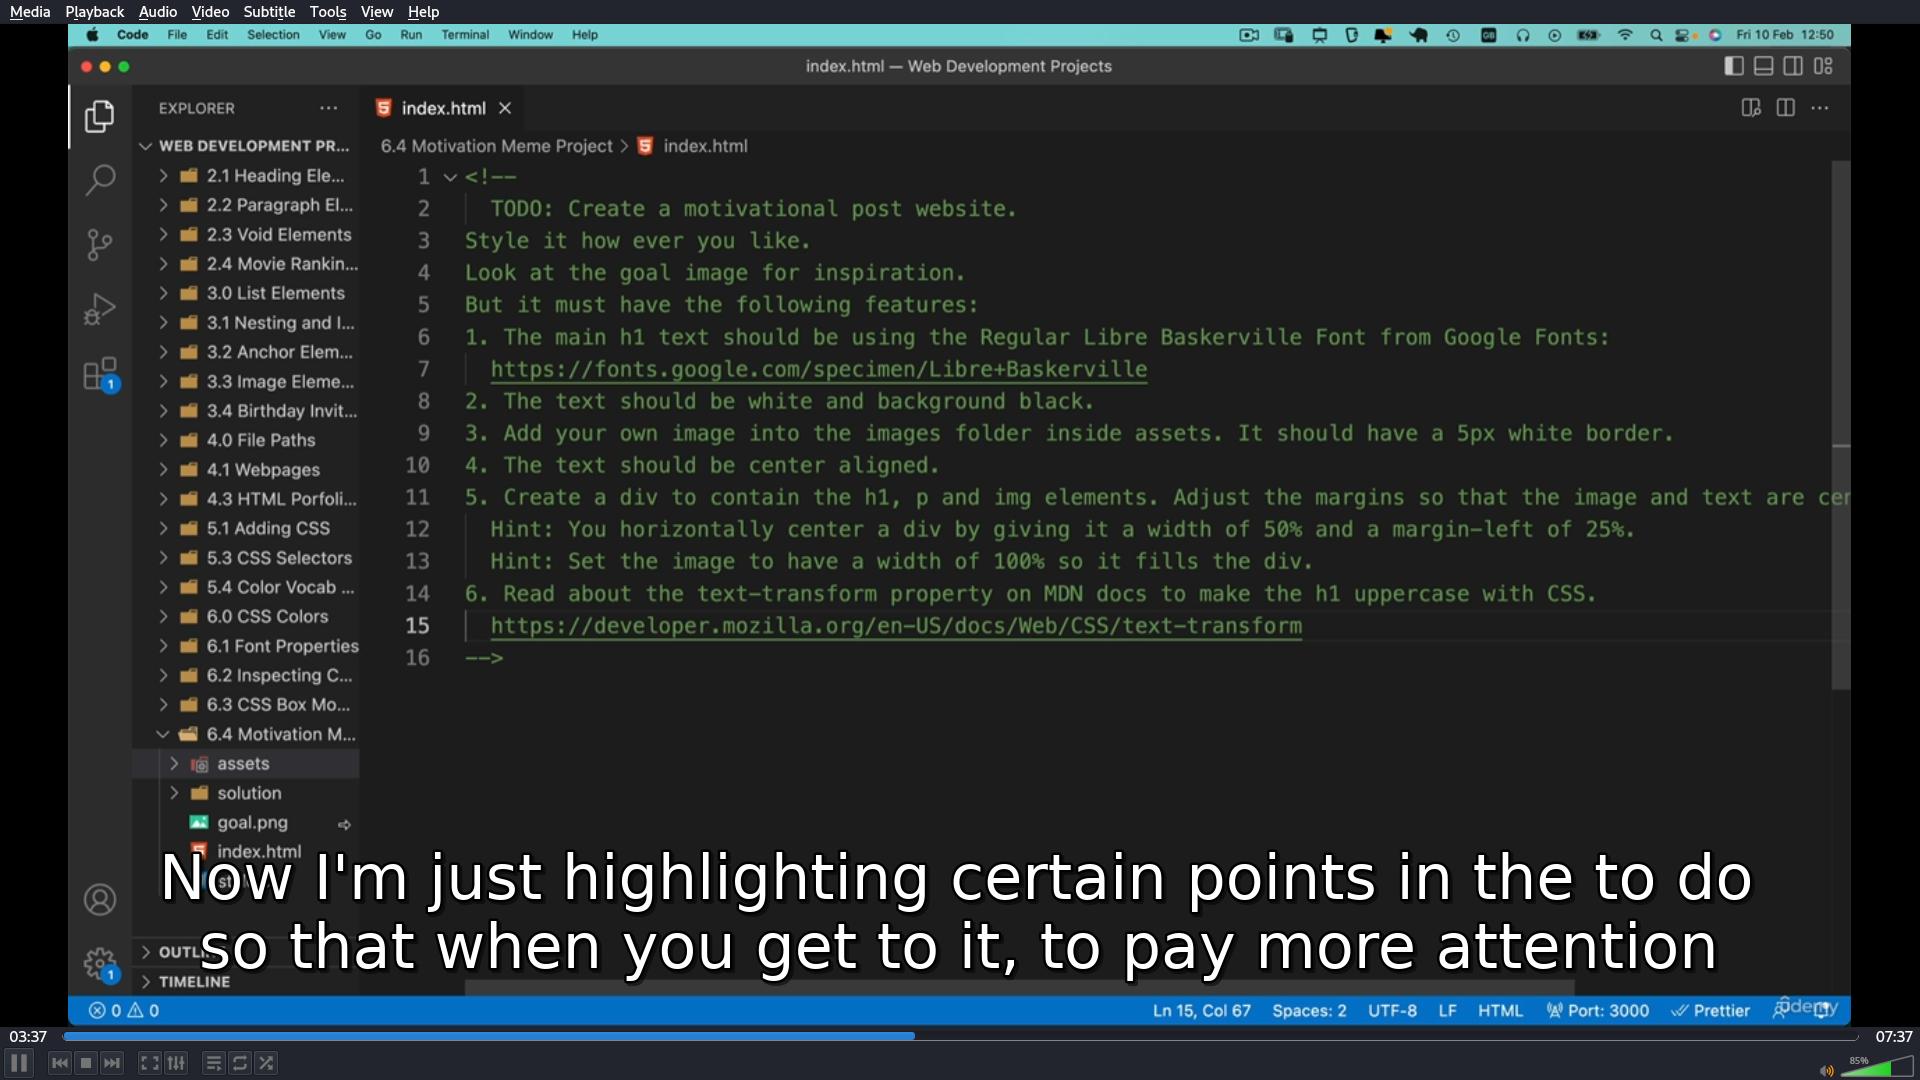 Media Playback Audio Video Subtitle Tools View Help
Code File Edit Selection View Go Run Terminal Window Help
Fri 10 Feb 12:50
index.html — Web Development Projects
EXPLORER
index.html
WEB DEVELOPMENT PR...
6.4 Motivation Meme Project > index.html
2.1 Heading Ele...
2.2 Paragraph El...
2.3 Void Elements
2.4 Movie Rankin...
3.0 List Elements
3.1 Nesting and I...
3.2 Anchor Elem...
3.3 Image Eleme...
3.4 Birthday Invit...
4.0 File Paths
4.1 Webpages
4.3 HTML Porfoli...
5.1 Adding CSS
5.3 CSS Selectors
5.4 Color Vocab ...
6.0 CSS Colors
6.1 Font Properties
6.2 Inspecting C...
6.3 CSS Box Mo...
6.4 Motivation M...
assets
solution
goal.png
index.html
OUTL
TIMELINE
1
1
1 <!--
2 TODO: Create a motivational post website.
3 Style it how ever you like.
4 Look at the goal image for inspiration.
5 But it must have the following features:
6 1. The main h1 text should be using the Regular Libre Baskerville Font from Google Fonts:
7 https://fonts.google.com/specimen/Libre+Baskerville
8 2. The text should be white and background black.
9 3. Add your own image into the images folder inside assets. It should have a 5px white border.
10 4. The text should be center aligned.
11 5. Create a div to contain the h1, p and img elements. Adjust the margins so that the image and text are cer
12 Hint: You horizontally center a div by giving it a width of 50% and a margin-left of 25%.
13 Hint: Set the image to have a width of 100% so it fills the div.
14 6. Read about the text-transform property on MDN docs to make the h1 uppercase with CSS.
15 https://developer.mozilla.org/en-US/docs/Web/CSS/text-transform
16 -->
Now I'm just highlighting certain points in the to do
so that when you get to it, to pay more attention
0 0
Ln 15, Col 67 Spaces: 2 UTF-8 LF HTML Port: 3000 Prettier
ûdemy
03:37
07:37
85%